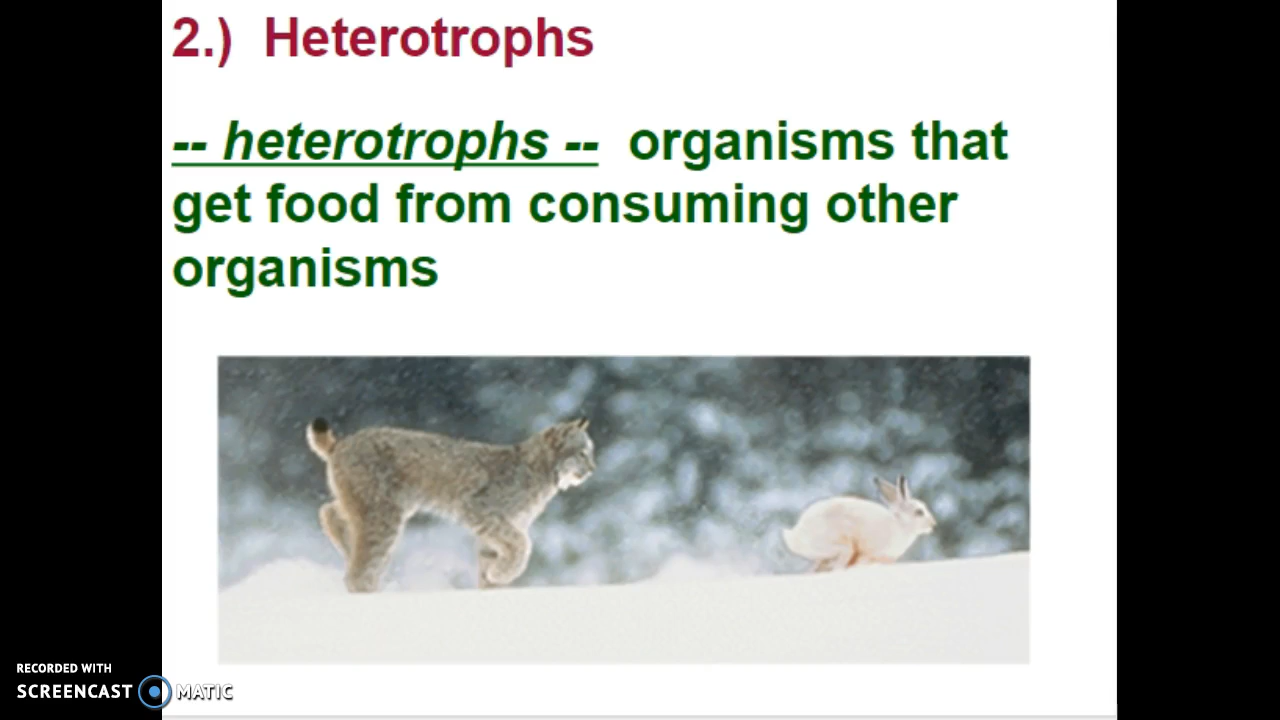 2.) Heterotrophs
-- heterotrophs -- organisms that
get food from consuming other
organisms
RECORDED WITH
SCREENCAST MATIC